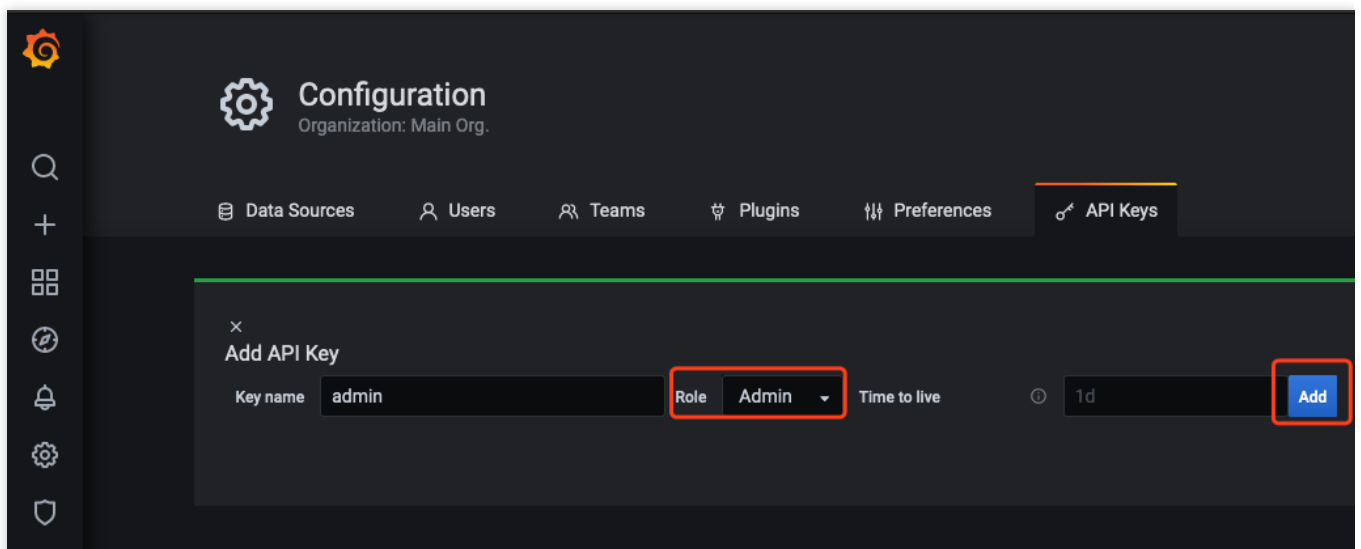 Configuration
Organization: Main Org.
Data Sources Users Teams Plugins Preferences API Keys
Add API Key
Key name admin Role Admin Time to live 1d Add